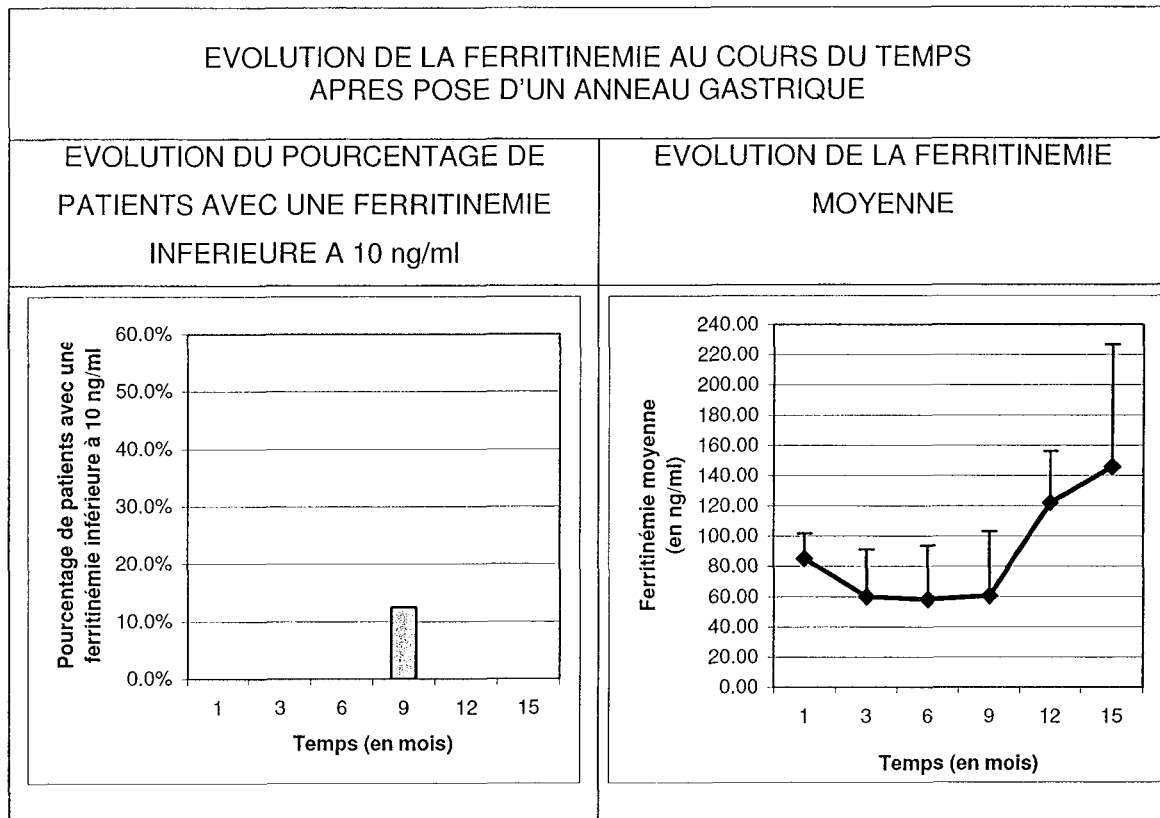 EVOLUTION DE LA FERRITINEMIE AU COURS DU TEMPS
APRES POSE D'UN ANNEAU GASTRIQUE
EVOLUTION DU POURCENTAGE DE
PATIENTS AVEC UNE FERRITINEMIE
INFERIEURE A 10 ng/ml
EVOLUTION DE LA FERRITINEMIE
MOYENNE
Pourcentage de patients avec une
ferritinémie inférieure à 10 ng/ml
60.0%
50.0%
40.0%
30.0%
20.0%
10.0%
0.0%
1 3 6 9 12 15
Temps (en mois)
Ferritinémie moyenne
(en ng/ml)
240.00
220.00
200.00
180.00
160.00
140.00
120.00
100.00
80.00
60.00
40.00
20.00
0.00
1 3 6 9 12 15
Temps (en mois)